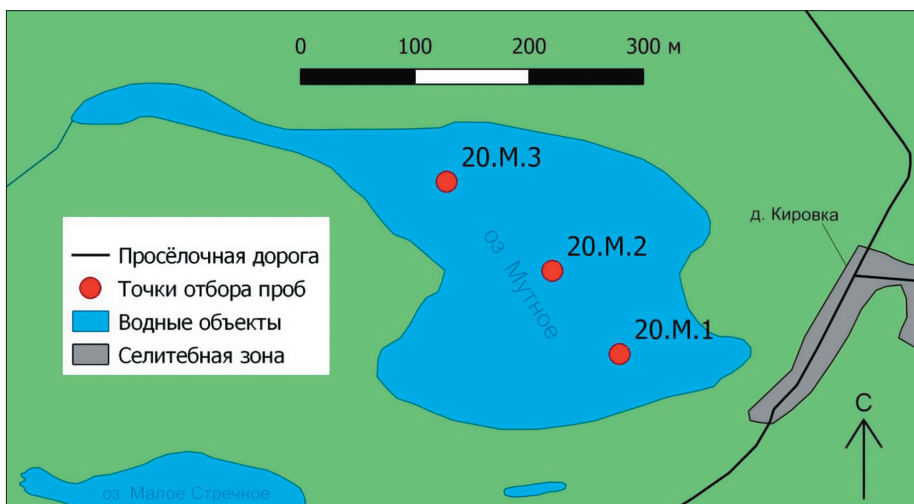 0 100 200 300 м
20.М.3
д. Кировка
20.М.2
оз. Мутное
20.М.1
Просёлочная дорога
Точки отбора проб
Водные объекты
Селитебная зона
С
оз. Малое Стречное